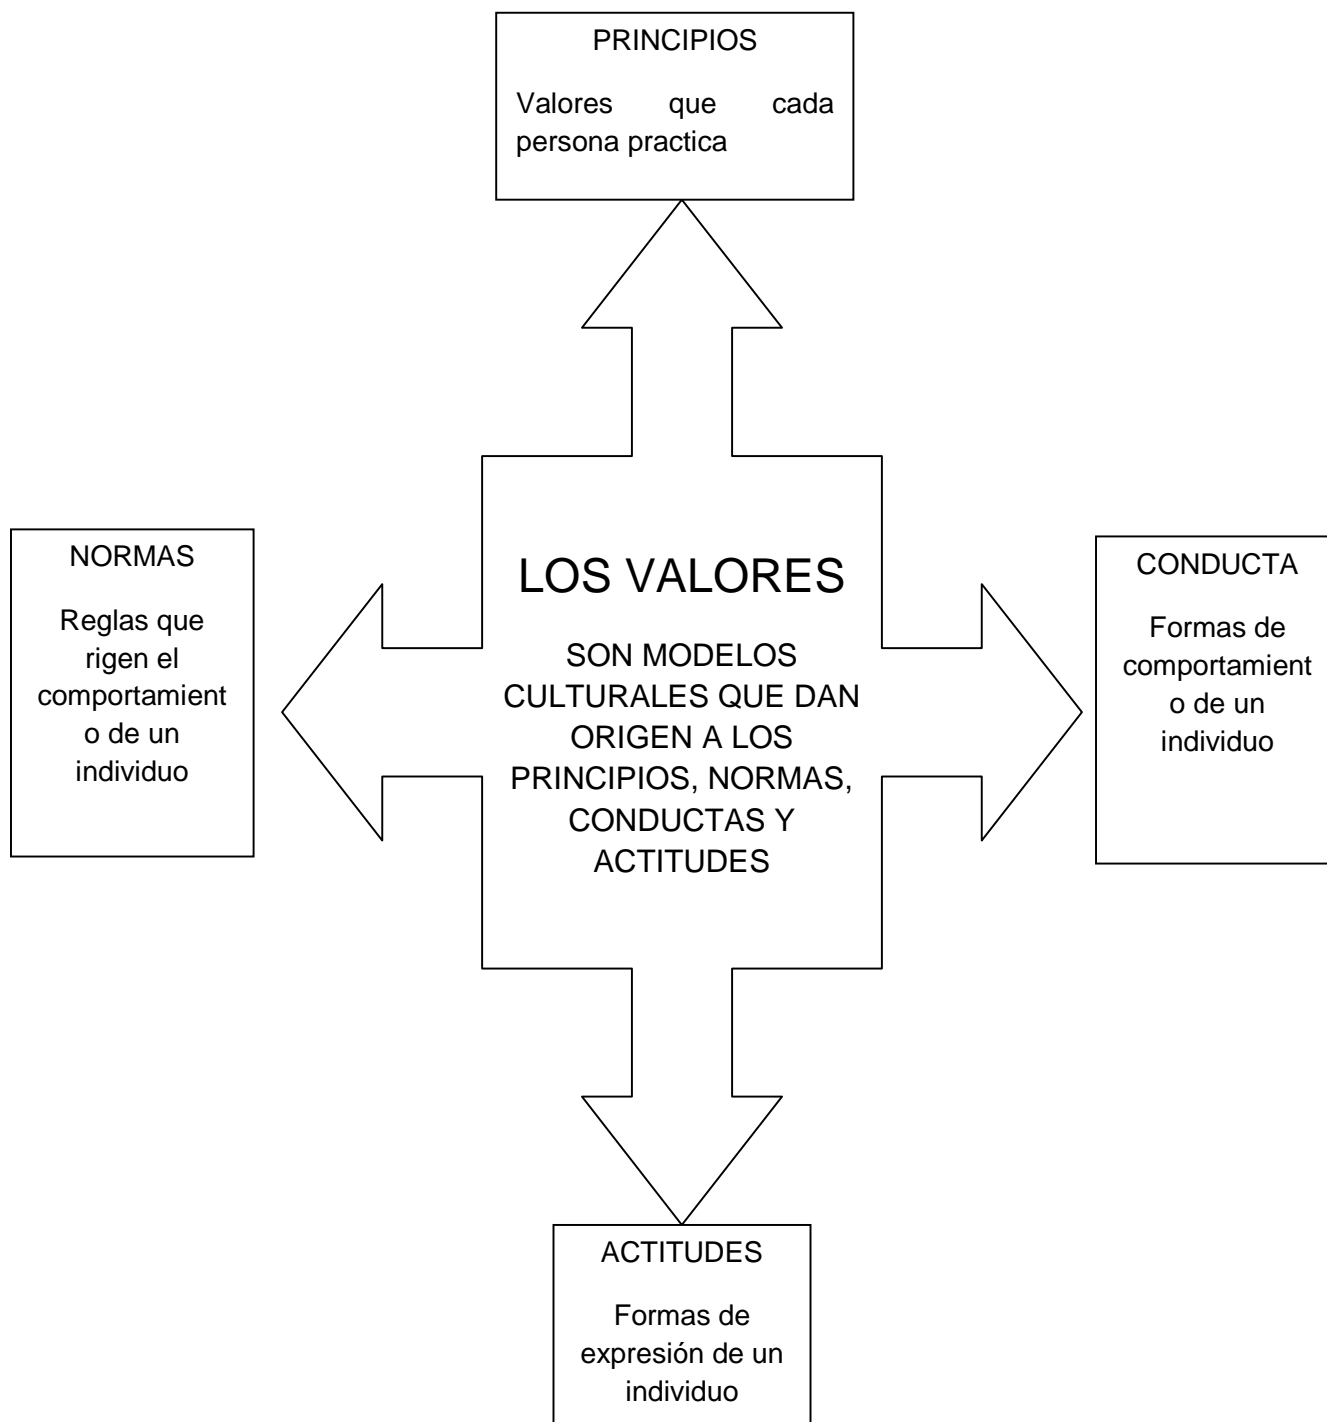 PRINCIPIOS
Valores que cada
persona practica
NORMAS
Reglas que
rigen el
comportamient
o de un
individuo
LOS VALORES
SON MODELOS
CULTURALES QUE DAN
ORIGEN A LOS
PRINCIPIOS, NORMAS,
CONDUCTAS Y
ACTITUDES
CONDUCTA
Formas de
comportamient
o de un
individuo
ACTITUDES
Formas de
expresión de un
individuo